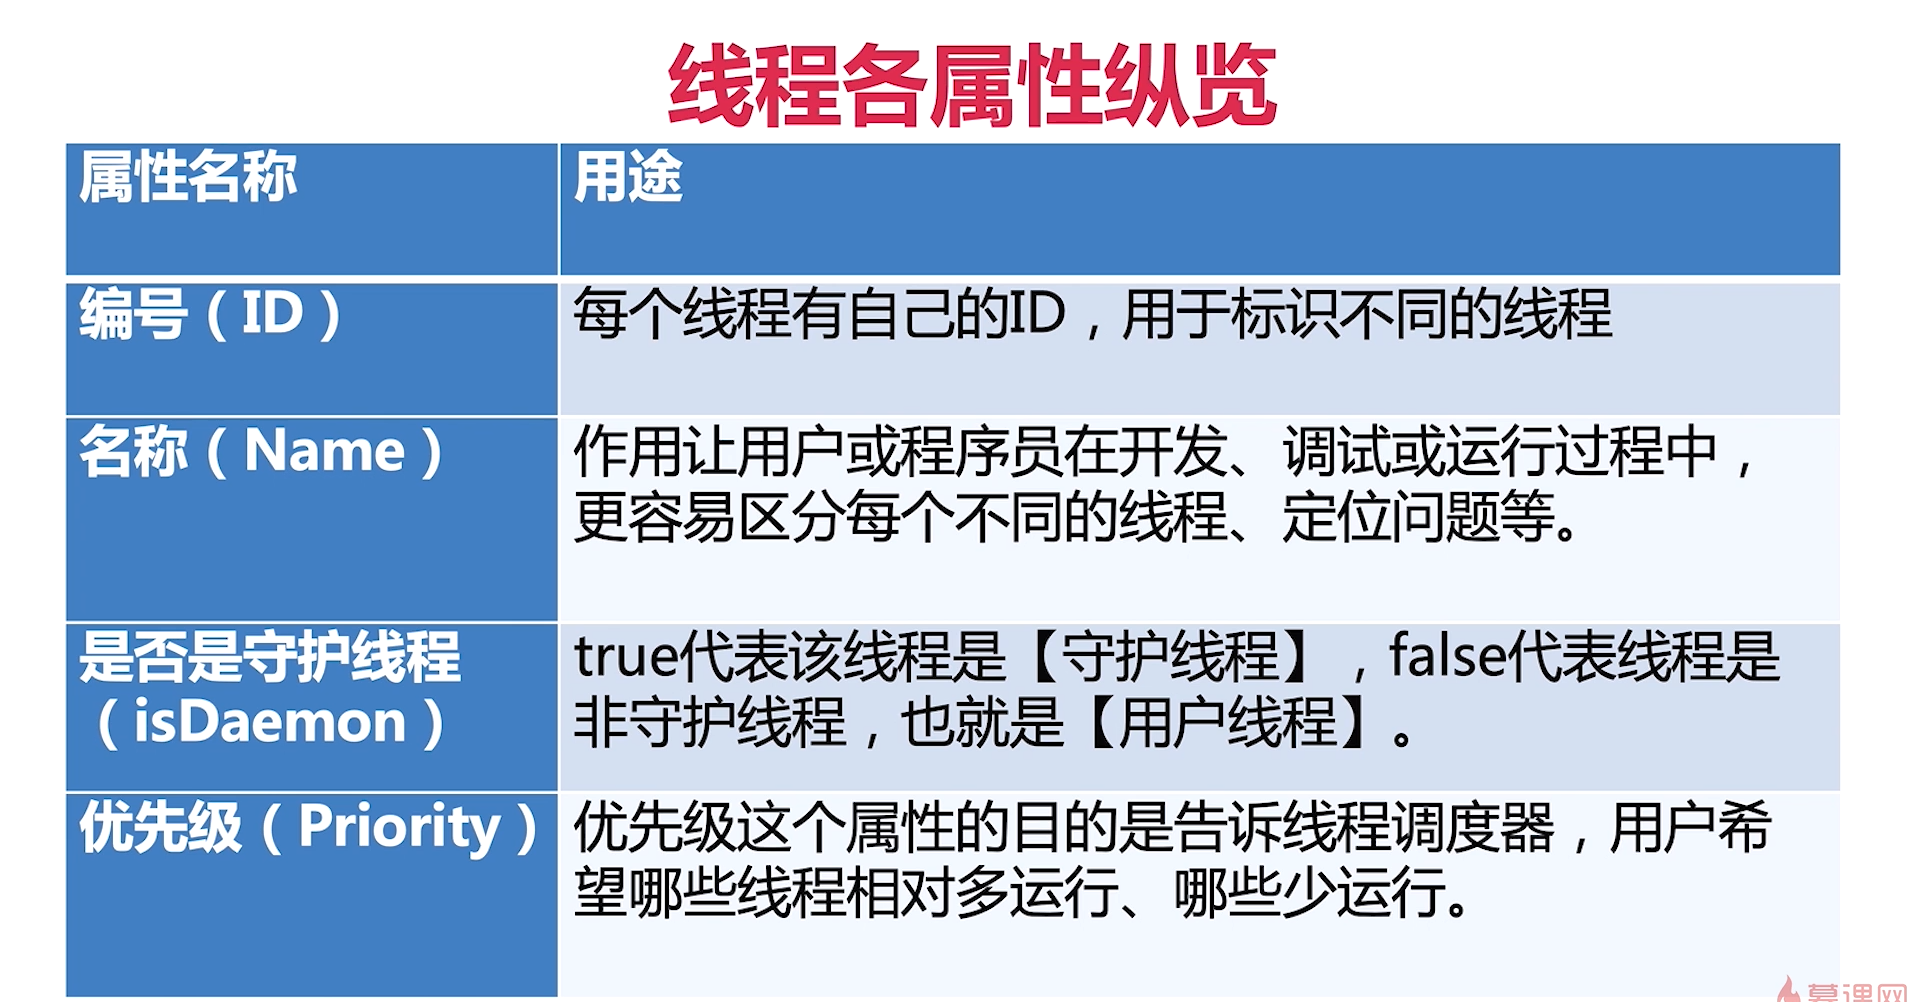 线程各属性纵览
属性名称
用途
编号（ID）
每个线程有自己的ID，用于标识不同的线程
名称（Name）
作用让用户或程序员在开发、调试或运行过程中，
更容易区分每个不同的线程、定位问题等。
是否是守护线程
（isDaemon）
true代表该线程是【守护线程】，false代表线程是
非守护线程，也就是【用户线程】。
优先级（Priority）
优先级这个属性的目的是告诉线程调度器，用户希
望哪些线程相对多运行、哪些少运行。
慕课网